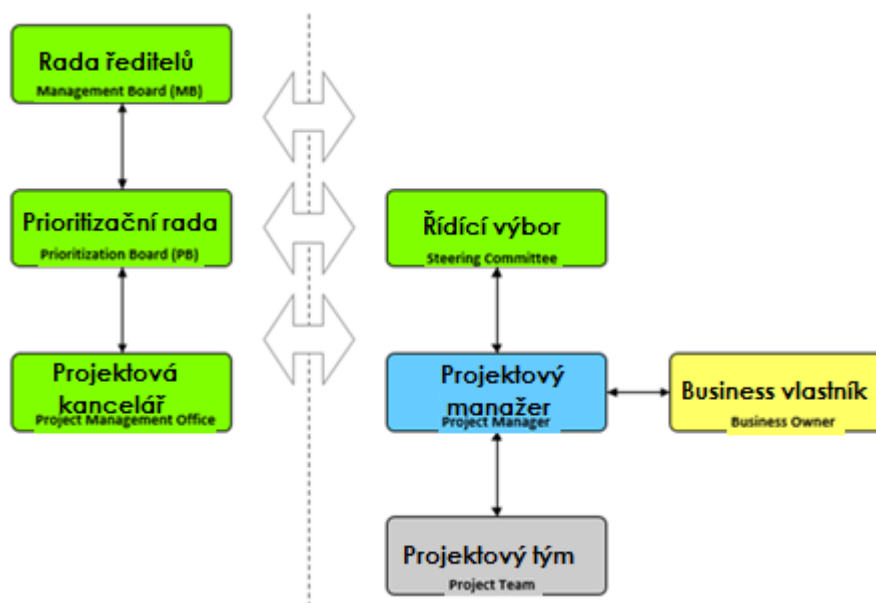 Rada ředitelů
Management Board (MB)
Prioritizační rada
Prioritization Board (PB)
Projektová
kancelář
Project Management Office
Řídící výbor
Steering Committee
Projektový
manažer
Project Manager
Business vlastník
Business Owner
Projektový tým
Project Team